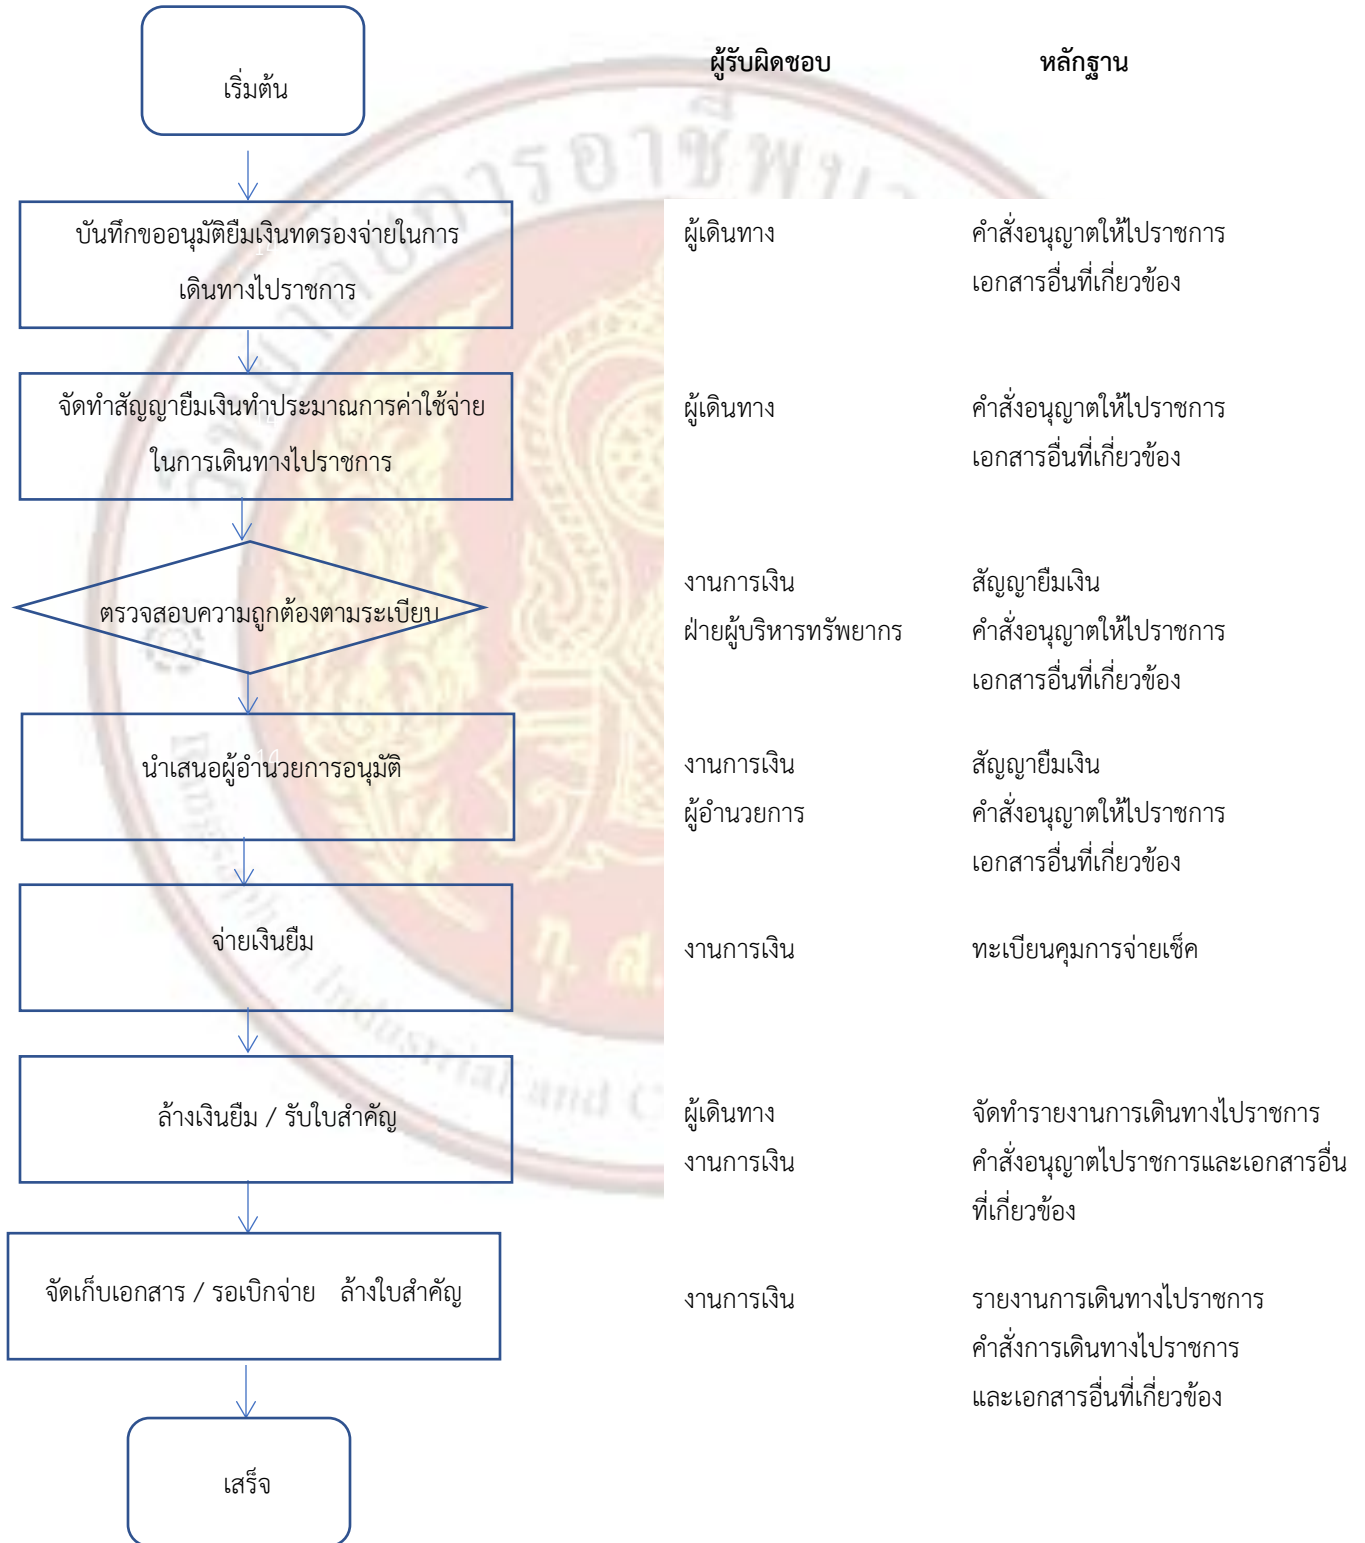 ผู้รับผิดชอบ หลักฐาน
เริ่มต้น
บันทึกขออนุมัติยืมเงินทดรองจ่ายในการ ผู้เดินทาง คำสั่งอนุญาตให้ไปราชการ
เดินทางไปราชการ เอกสารอื่นที่เกี่ยวข้อง
จัดทำสัญญายืมเงินทำประมาณการค่าใช้จ่าย ผู้เดินทาง คำสั่งอนุญาตให้ไปราชการ
ในการเดินทางไปราชการ เอกสารอื่นที่เกี่ยวข้อง
งานการเงิน สัญญายืมเงิน
ตรวจสอบความถูกต้องตามระเบียบ ฝ่ายผู้บริหารทรัพยากร คำสั่งอนุญาตให้ไปราชการ
เอกสารอื่นที่เกี่ยวข้อง
นำเสนอผู้อำนวยการอนุมัติ งานการเงิน สัญญายืมเงิน
ผู้อำนวยการ คำสั่งอนุญาตให้ไปราชการ
เอกสารอื่นที่เกี่ยวข้อง
จ่ายเงินยืม งานการเงิน ทะเบียนคุมการจ่ายเช็ค
ล้างเงินยืม / รับใบสำคัญ ผู้เดินทาง จัดทำรายงานการเดินทางไปราชการ
งานการเงิน คำสั่งอนุญาตไปราชการและเอกสารอื่น
ที่เกี่ยวข้อง
จัดเก็บเอกสาร / รอเบิกจ่าย ล้างใบสำคัญ งานการเงิน รายงานการเดินทางไปราชการ
คำสั่งการเดินทางไปราชการ
และเอกสารอื่นที่เกี่ยวข้อง
เสร็จ